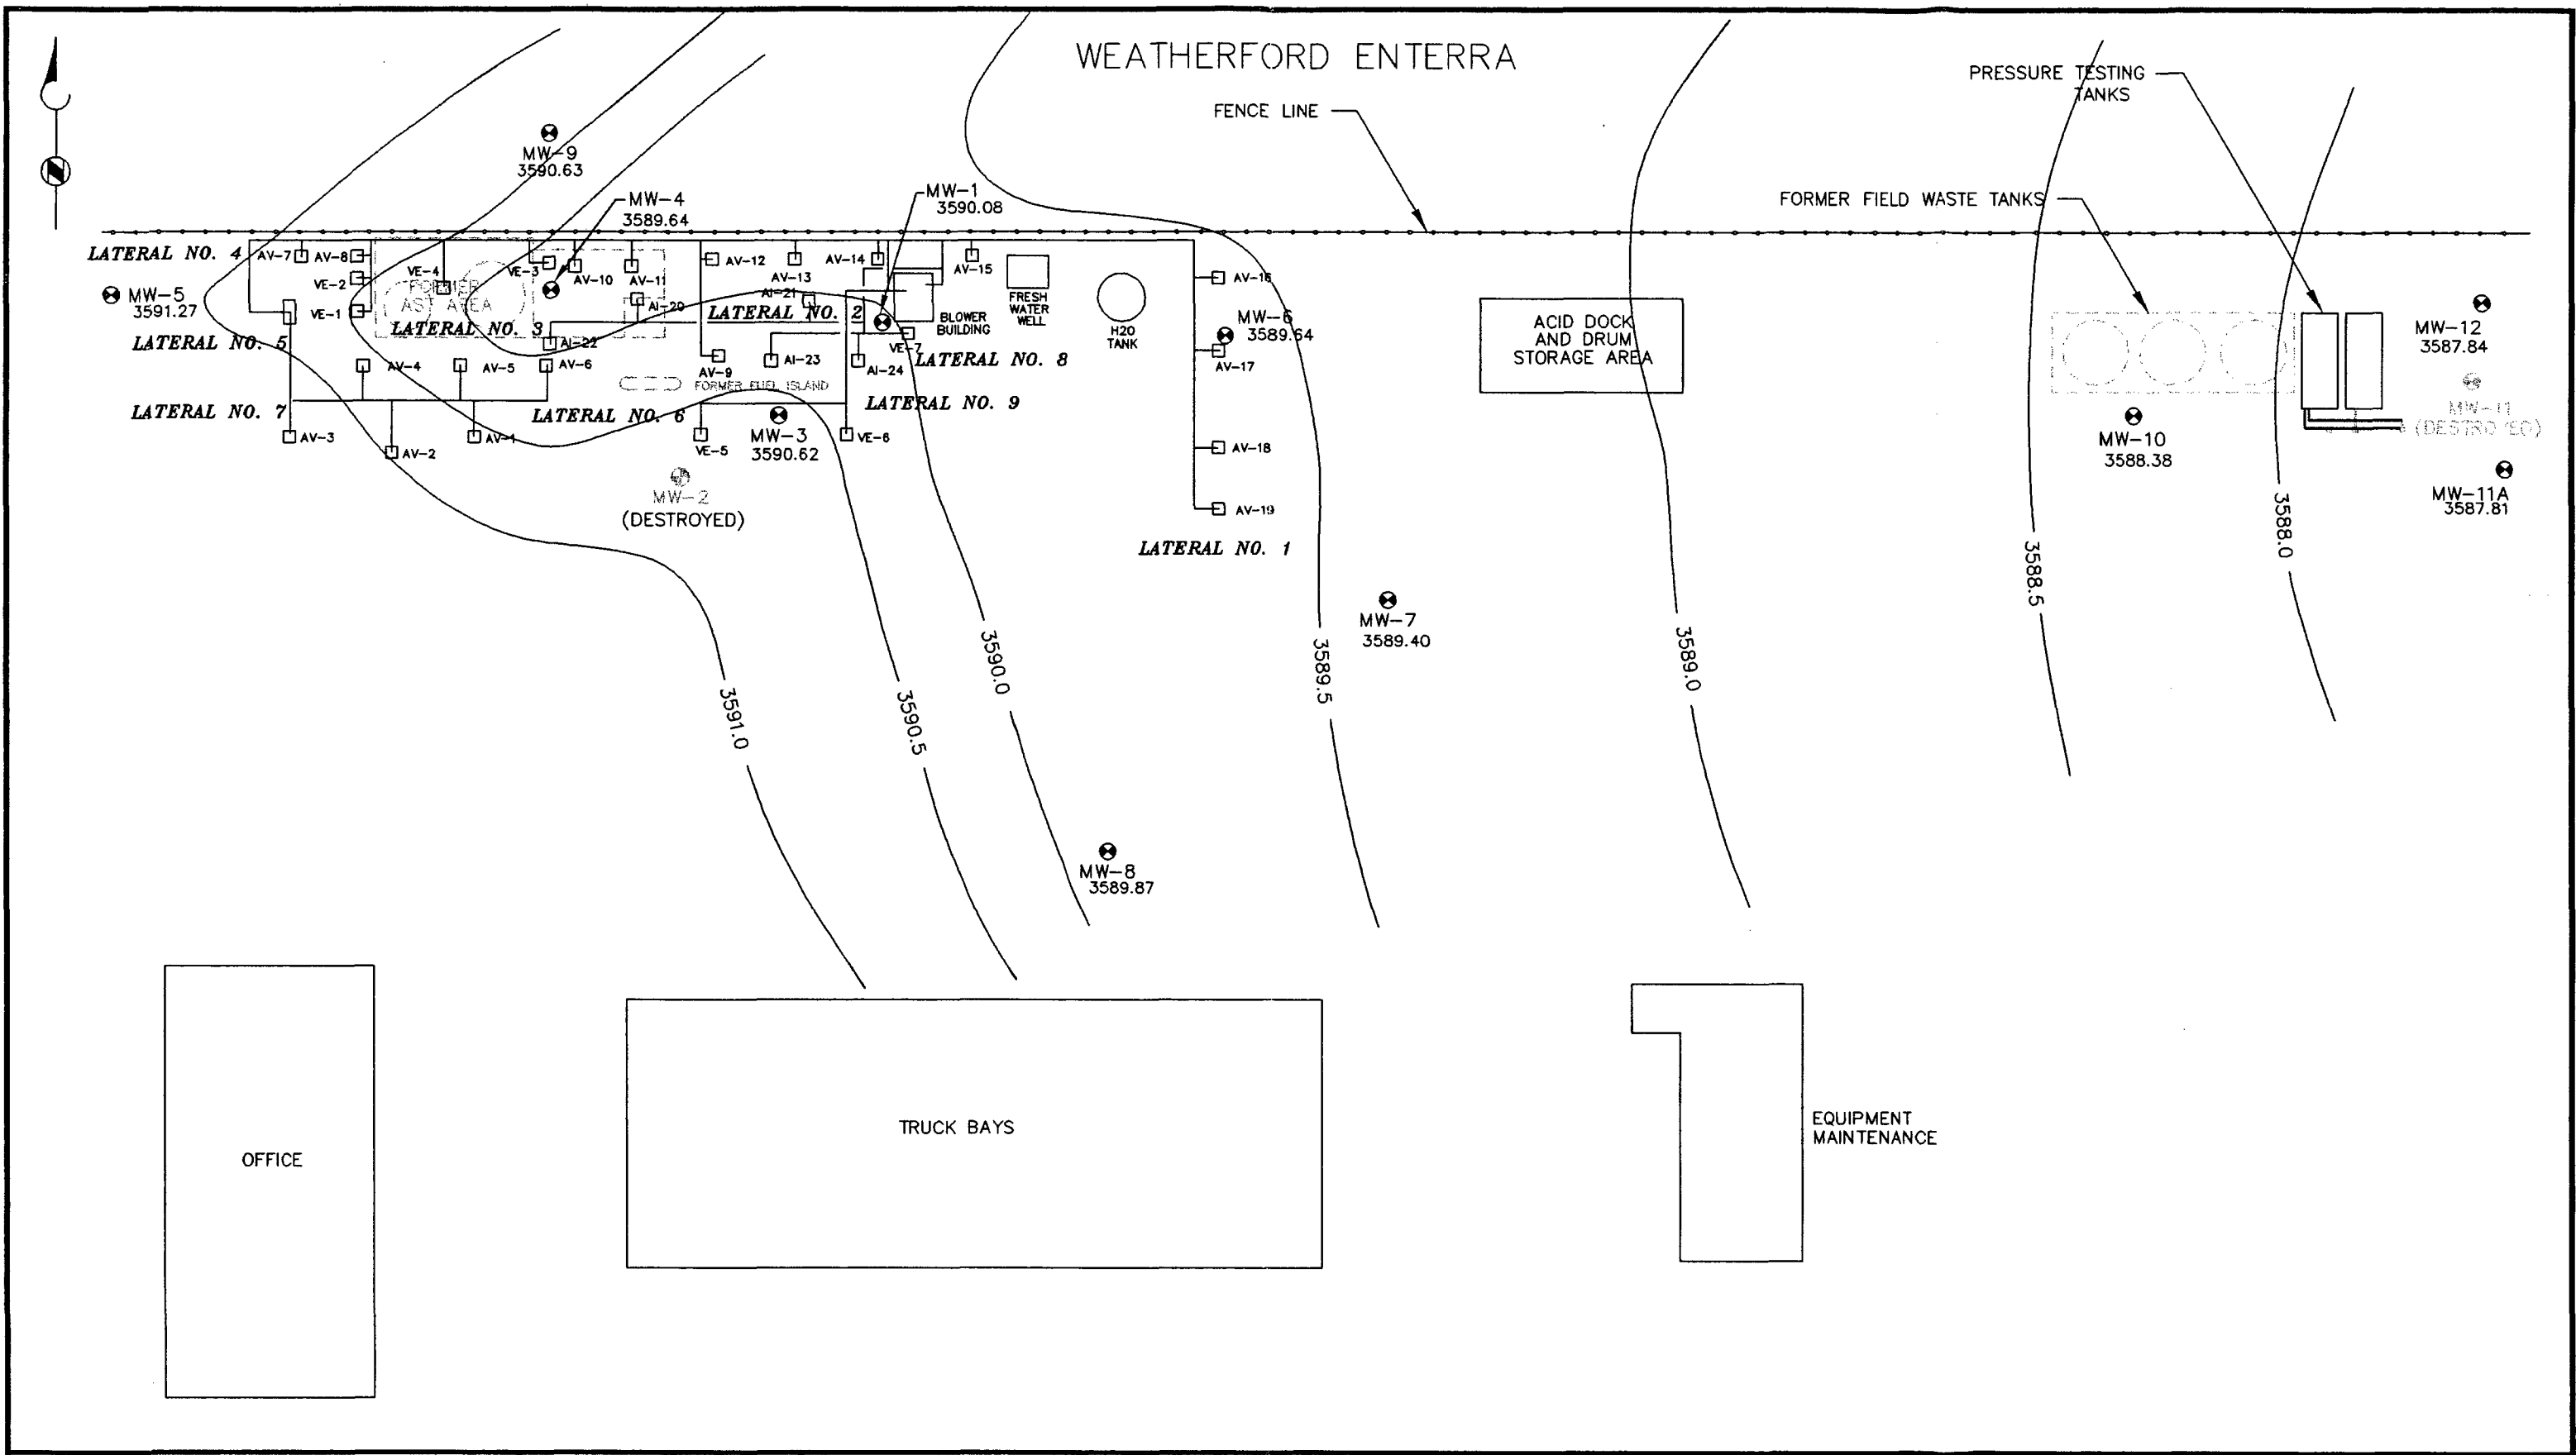 WEATHERFORD ENTERRA
PRESSURE TESTING
TANKS
FENCE LINE
MW-9
3590.63
MW-4
3589.64
MW-1
3590.08
FORMER FIELD WASTE TANKS
LATERAL NO. 4
AV-7
AV-8
VE-4
VE-3
AV-10
AV-11
AV-12
AV-13
AV-14
AV-15
AV-16
VE-2
MW-5
3591.27
VE-1
FORMER
AST AREA
AI-20
AI-21
LATERAL NO. 2
FRESH
WATER
WELL
BLOWER
BUILDING
H20
TANK
MW-6
3589.64
ACID DOCK
AND DRUM
STORAGE AREA
MW-12
3587.84
LATERAL NO. 3
LATERAL NO. 5
AI-22
VE-7
LATERAL NO. 8
AV-4
AV-5
AV-6
AV-9
AI-23
AI-24
AV-17
FORMER FUEL ISLAND
LATERAL NO. 7
LATERAL NO. 6
LATERAL NO. 9
MW-11
(DESTROYED)
AV-3
AV-2
AV-1
VE-5
MW-3
3590.62
VE-6
AV-18
MW-10
3588.38
MW-2
(DESTROYED)
AV-19
MW-11A
3587.81
LATERAL NO. 1
3588.0
3588.5
MW-7
3589.40
3590.0
3589.5
3589.0
3591.0
3590.5
MW-8
3589.87
TRUCK BAYS
EQUIPMENT
MAINTENANCE
OFFICE